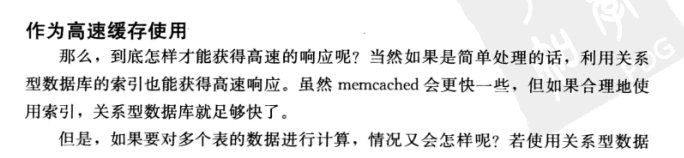 作为高速缓存使用
那么，到底怎样才能获得高速的响应呢？当然如果是简单处理的话，利用关系
型数据库的索引也能获得高速响应。虽然 memcached 会更快一些，但如果合理地使
用索引，关系型数据库就足够快了。
但是，如果要对多个表的数据进行计算，情况又会怎样呢？若使用关系型数据